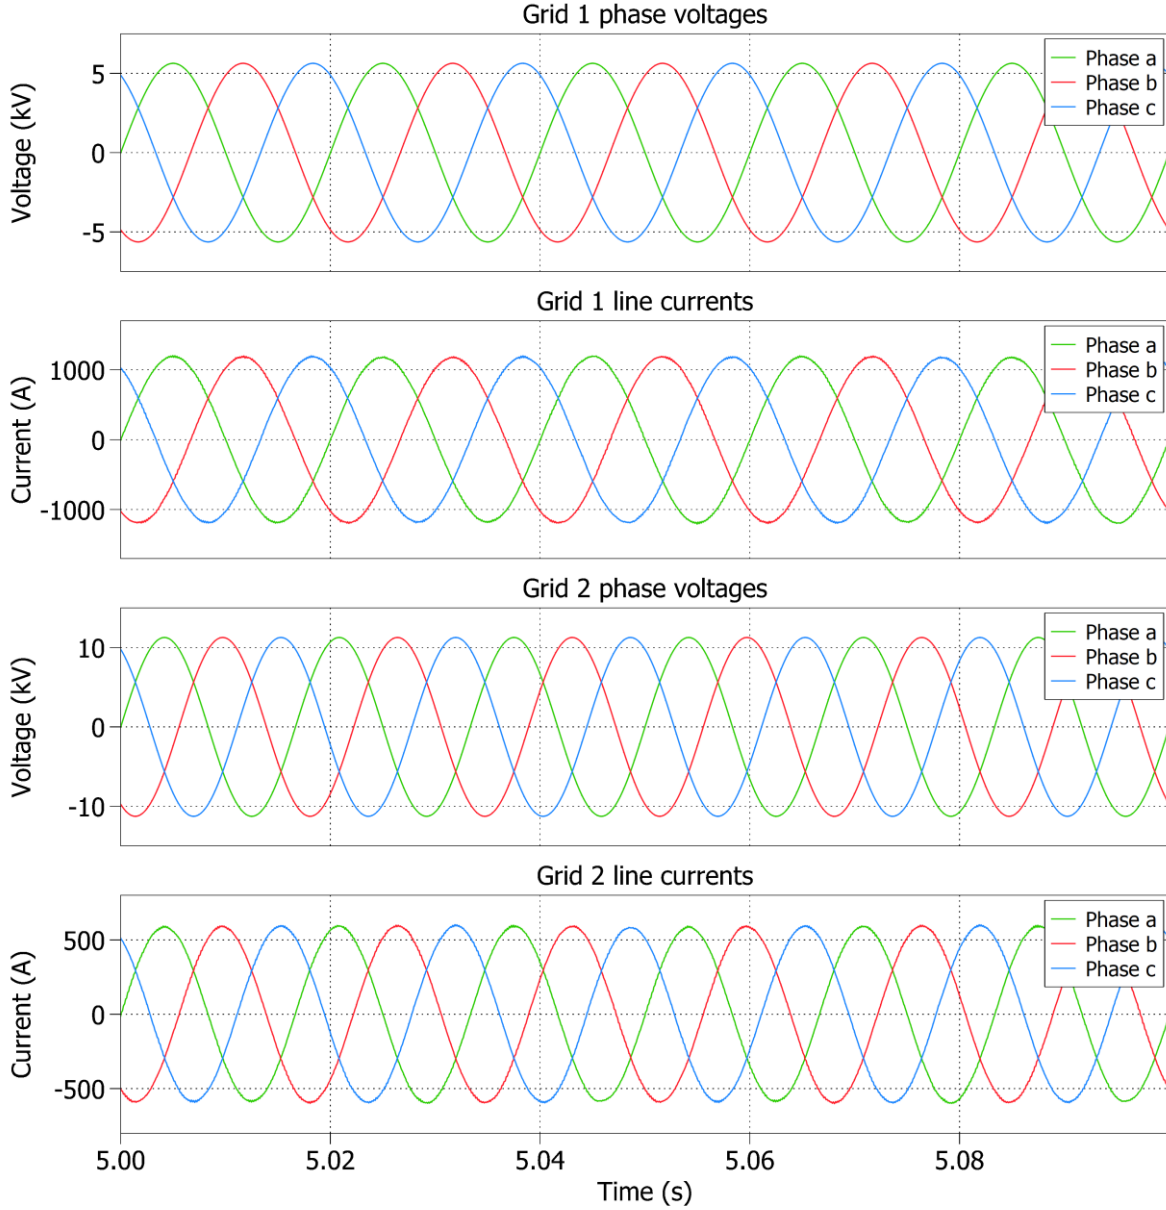 Grid 1 phase voltages
Voltage (kV)
5
0
-5
Phase a
Phase b
Phase c
Grid 1 line currents
Current (A)
1000
0
-1000
Phase a
Phase b
Phase c
Grid 2 phase voltages
Voltage (kV)
10
0
-10
Phase a
Phase b
Phase c
Grid 2 line currents
Current (A)
500
0
-500
Phase a
Phase b
Phase c
5.00 5.02 5.04 5.06 5.08
Time (s)